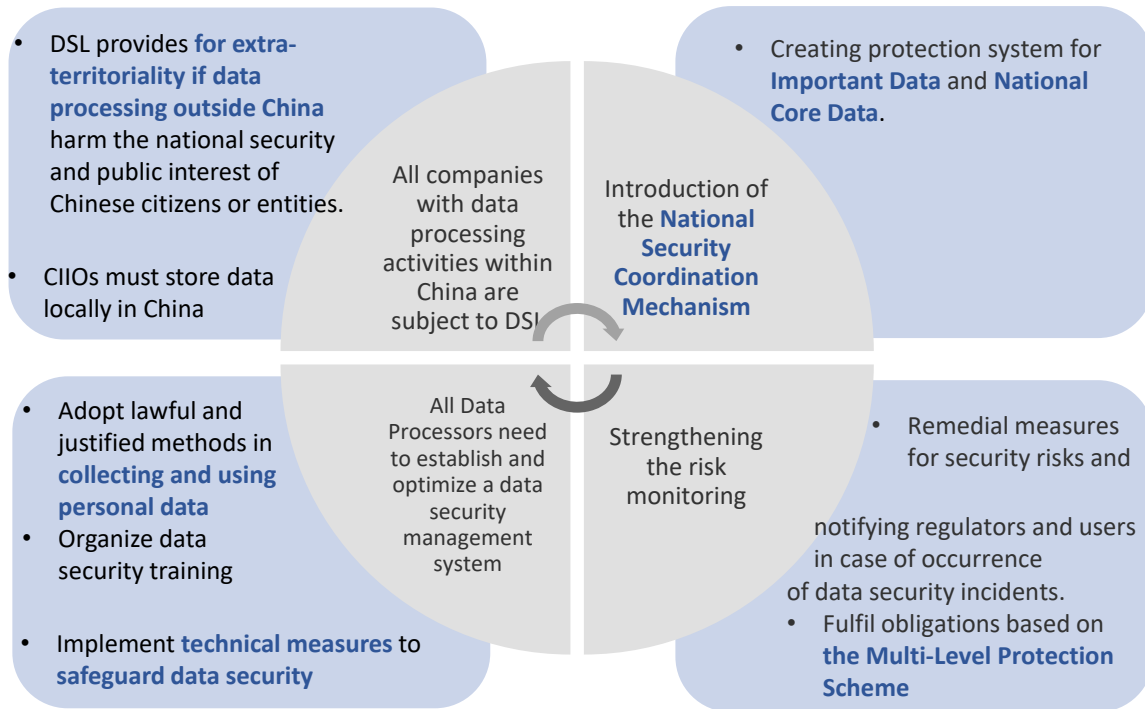 • DSL provides for extra-
territoriality if data
processing outside China
harm the national security
and public interest of
Chinese citizens or entities.
• CIIOs must store data
locally in China
All companies
with data
processing
activities within
China are
subject to DSL
Introduction of
the National
Security
Coordination
Mechanism
• Creating protection system for
Important Data and National
Core Data.
• Adopt lawful and
justified methods in
collecting and using
personal data
• Organize data
security training
• Implement technical measures to
safeguard data security
All Data
Processors need
to establish and
optimize a data
security
management
system
Strengthening
the risk
monitoring
• Remedial measures
for security risks and
notifying regulators and users
in case of occurrence
of data security incidents.
• Fulfil obligations based on
the Multi-Level Protection
Scheme